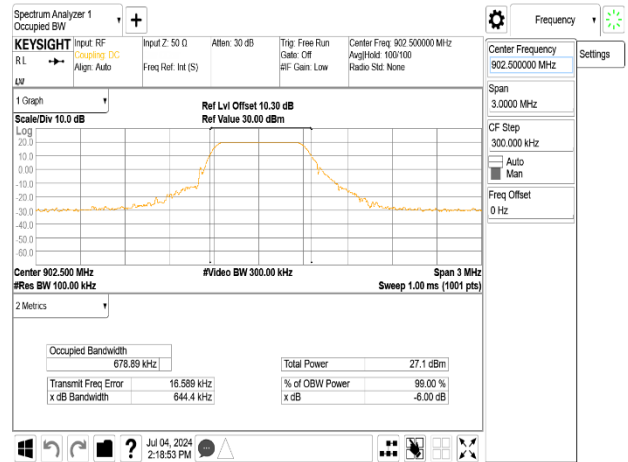 Spectrum Analyzer 1
Occupied BW
+
Frequency
KEYSIGHT
Input: RF
Coupling: DC
Align: Auto
Input Z: 50 Ω
Freq Ref: Int (S)
Atten: 30 dB
Trig: Free Run
Gate: Off
#IF Gain: Low
Center Freq: 902.500000 MHz
Avg|Hold: 100/100
Radio Std: None
RL
LXI
Center Frequency
902.500000 MHz
Settings
Span
3.0000 MHz
CF Step
300.000 kHz
Auto
Man
Freq Offset
0 Hz
1 Graph
Scale/Div 10.0 dB
Ref Lvl Offset 10.30 dB
Ref Value 30.00 dBm
Log
20.0
10.0
0.00
-10.0
-20.0
-30.0
-40.0
-50.0
-60.0
Center 902.500 MHz
#Res BW 100.00 kHz
#Video BW 300.00 kHz
Span 3 MHz
Sweep 1.00 ms (1001 pts)
2 Metrics
Occupied Bandwidth
678.89 kHz
Total Power 27.1 dBm
Transmit Freq Error 16.589 kHz
x dB Bandwidth 644.4 kHz
% of OBW Power 99.00 %
x dB -6.00 dB
?
Jul 04, 2024
2:18:53 PM